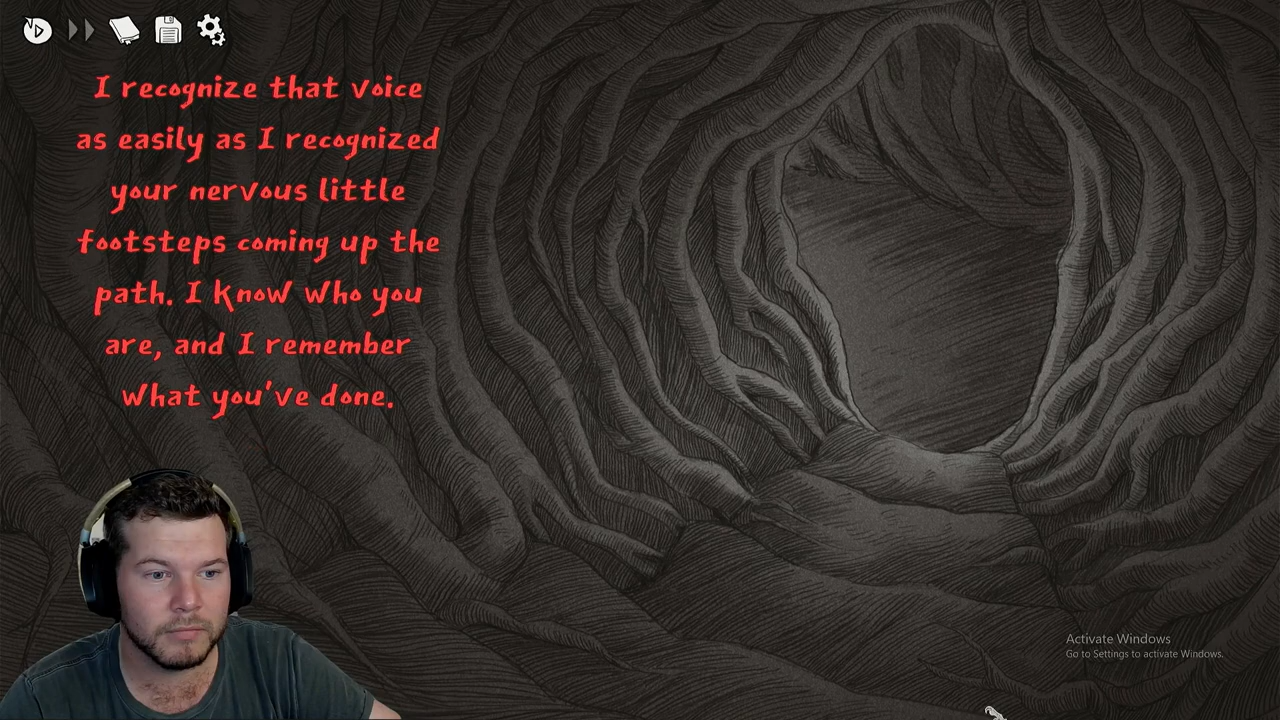 I recognize that voice
as easily as I recognized
your nervous little
footsteps coming up the
path. I know who you
are, and I remember
what you've done.
Activate Windows
Go to Settings to activate Windows.